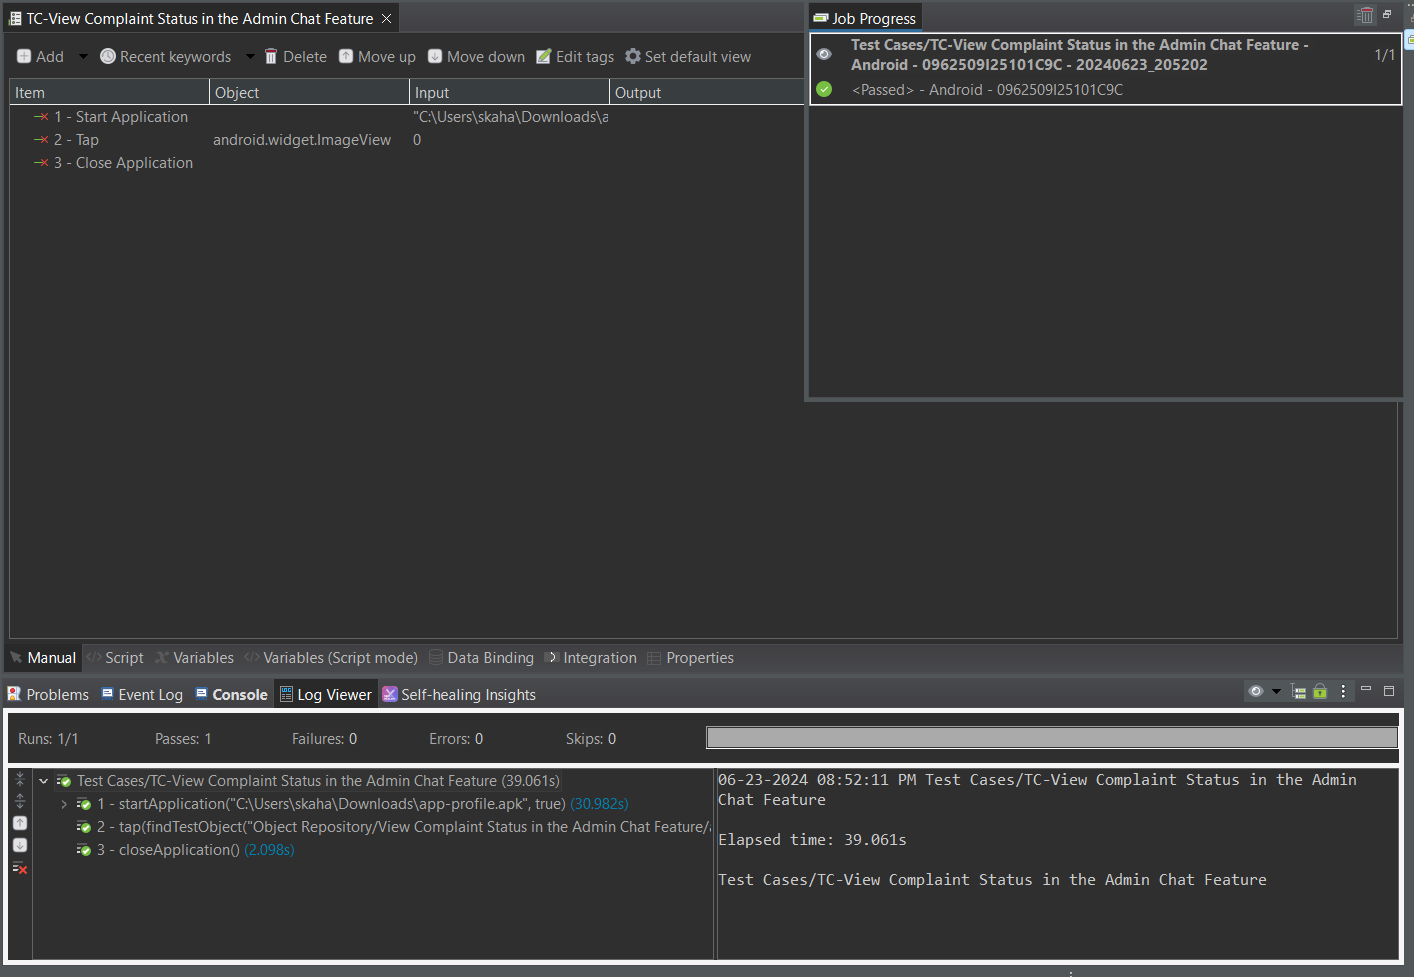 TC-View Complaint Status in the Admin Chat Feature
Add Recent keywords Delete Move up Move down Edit tags Set default view
Item Object Input Output
1 - Start Application "C:\Users\skaha\Downloads\a
2 - Tap android.widget.ImageView 0
3 - Close Application
Job Progress
Test Cases/TC-View Complaint Status in the Admin Chat Feature -
Android - 0962509I25101C9C - 20240623_205202
1/1
<Passed> - Android - 0962509I25101C9C
Manual Script Variables Variables (Script mode) Data Binding Integration Properties
Problems Event Log Console Log Viewer Self-healing Insights
Runs: 1/1 Passes: 1 Failures: 0 Errors: 0 Skips: 0
Test Cases/TC-View Complaint Status in the Admin Chat Feature (39.061s)
1 - startApplication("C:\Users\skaha\Downloads\app-profile.apk", true) (30.982s)
2 - tap(findTestObject("Object Repository/View Complaint Status in the Admin Chat Feature/
3 - closeApplication() (2.098s)
06-23-2024 08:52:11 PM Test Cases/TC-View Complaint Status in the Admin
Chat Feature
Elapsed time: 39.061s
Test Cases/TC-View Complaint Status in the Admin Chat Feature